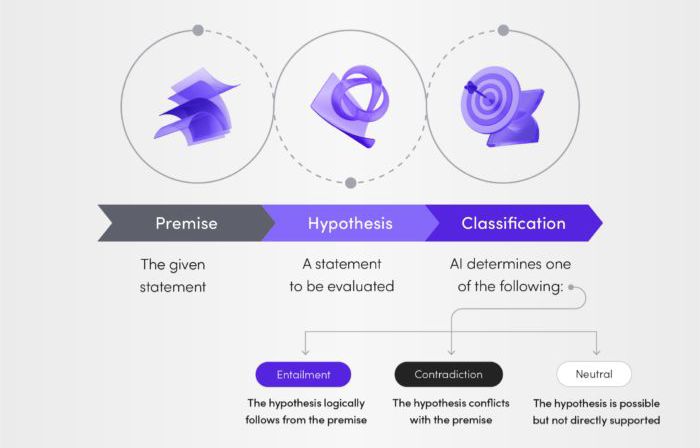 Premise
Hypothesis
Classification
The given
statement
A statement
to be evaluated
AI determines one
of the following:
Entailment
The hypothesis logically
follows from the premise
Contradiction
The hypothesis conflicts
with the premise
Neutral
The hypothesis is possible
but not directly supported